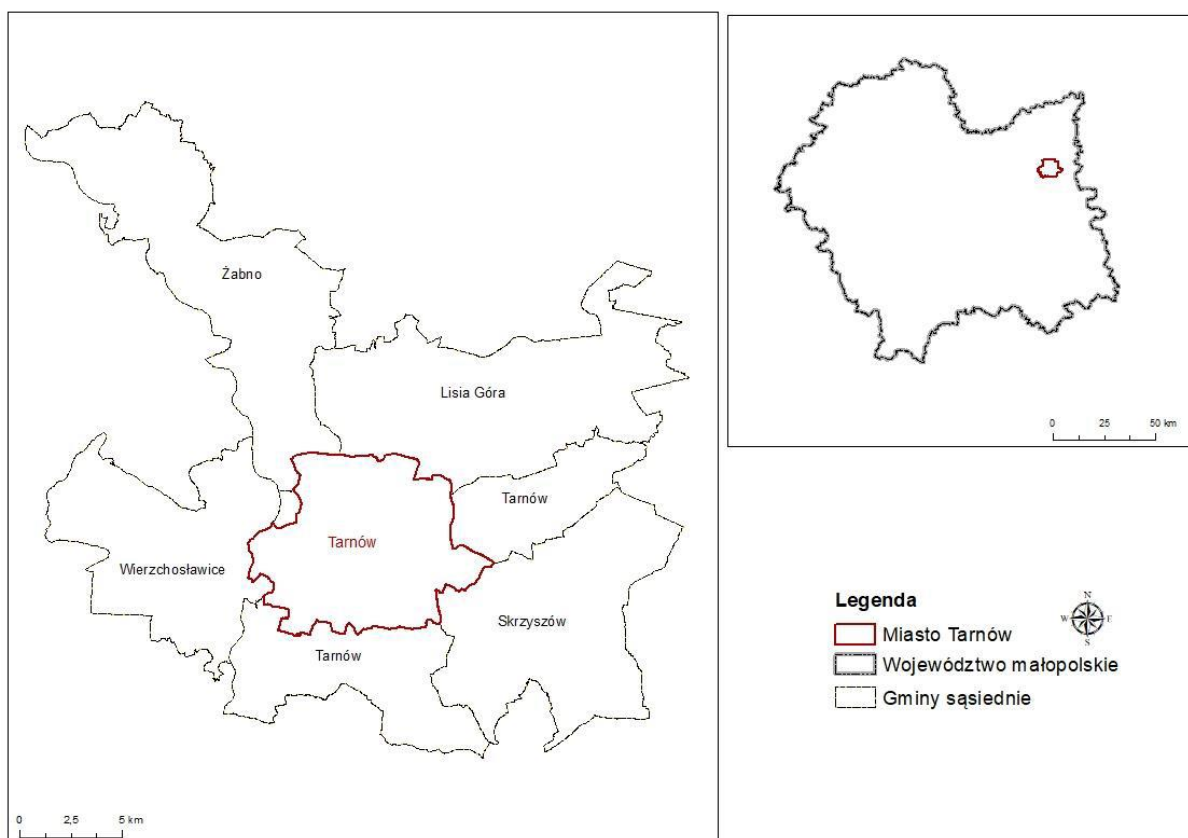 Żabno
Lisia Góra
Tarnów
Tarnów
Wierzchosławice
Skrzyszów
Tarnów
0 2,5 5 km
0 25 50 km
Legenda
N
W E
S
Miasto Tarnów
Województwo małopolskie
Gminy sąsiednie